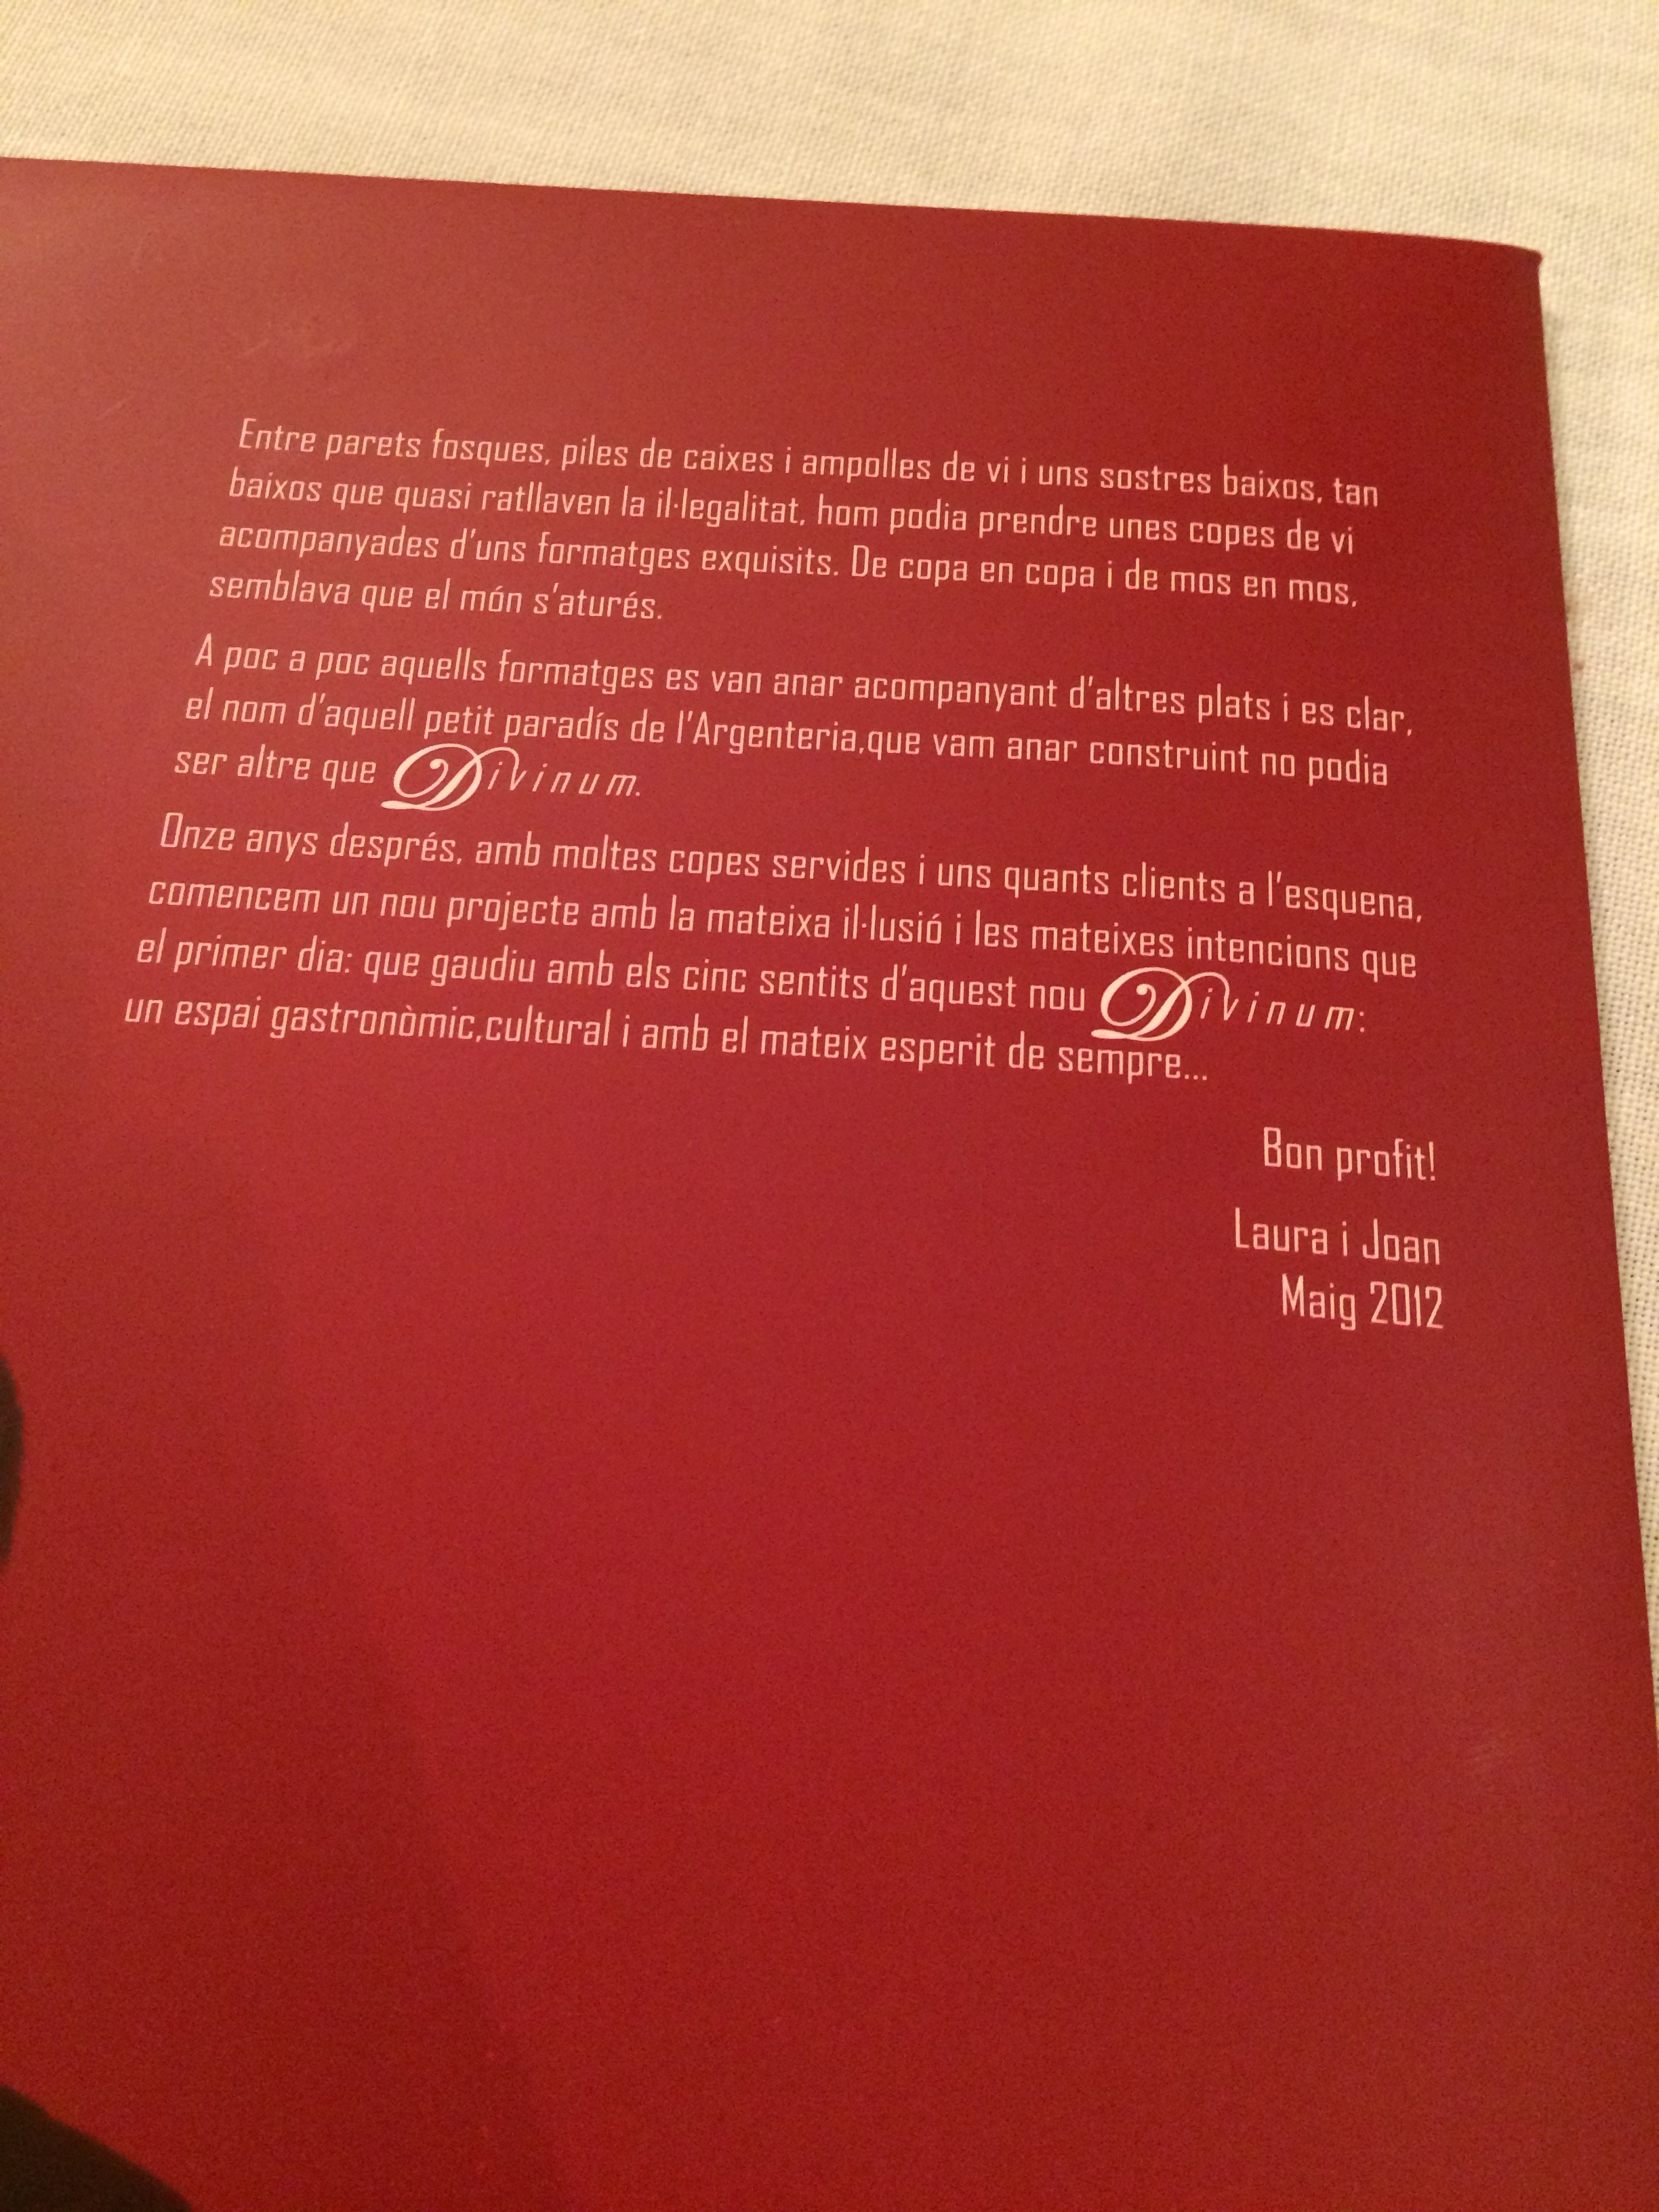 Entre parets fosques, piles de caixes i ampolles de vi i uns sostres baixos, tan
baixos que quasi ratllaven la il·legalitat, hom podia prendre unes copes de vi
acompanyades d'uns formatges exquisits. De copa en copa i de mos en mos,
semblava que el món s'aturés.
A poc a poc aquells formatges es van anar acompanyant d'altres plats i es clar,
el nom d'aquell petit paradís de l'Argenteria,que vam anar construint no podia
ser altre que Divinum.
Onze anys després, amb moltes copes servides i uns quants clients a l'esquena,
comencem un nou projecte amb la mateixa il·lusió i les mateixes intencions que
el primer dia: que gaudiu amb els cinc sentits d'aquest nou Divinum:
un espai gastronòmic,cultural i amb el mateix esperit de sempre...
Bon profit!
Laura i Joan
Maig 2012